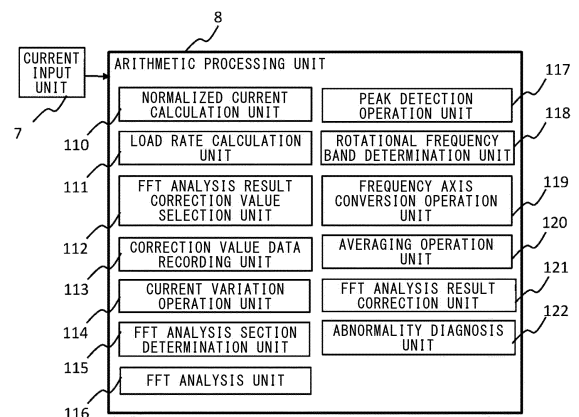 8
CURRENT
INPUT
UNIT
7
ARITHMETIC PROCESSING UNIT
NORMALIZED CURRENT
CALCULATION UNIT
110
LOAD RATE CALCULATION
UNIT
111
FFT ANALYSIS RESULT
CORRECTION VALUE
SELECTION UNIT
112
CORRECTION VALUE DATA
RECORDING UNIT
113
CURRENT VARIATION
OPERATION UNIT
114
FFT ANALYSIS SECTION
DETERMINATION UNIT
115
FFT ANALYSIS UNIT
116
PEAK DETECTION
OPERATION UNIT
117
ROTATIONAL FREQUENCY
BAND DETERMINATION UNIT
118
FREQUENCY AXIS
CONVERSION OPERATION
UNIT
119
AVERAGING OPERATION
UNIT
120
FFT ANALYSIS RESULT
CORRECTION UNIT
121
ABNORMALITY DIAGNOSIS
UNIT
122